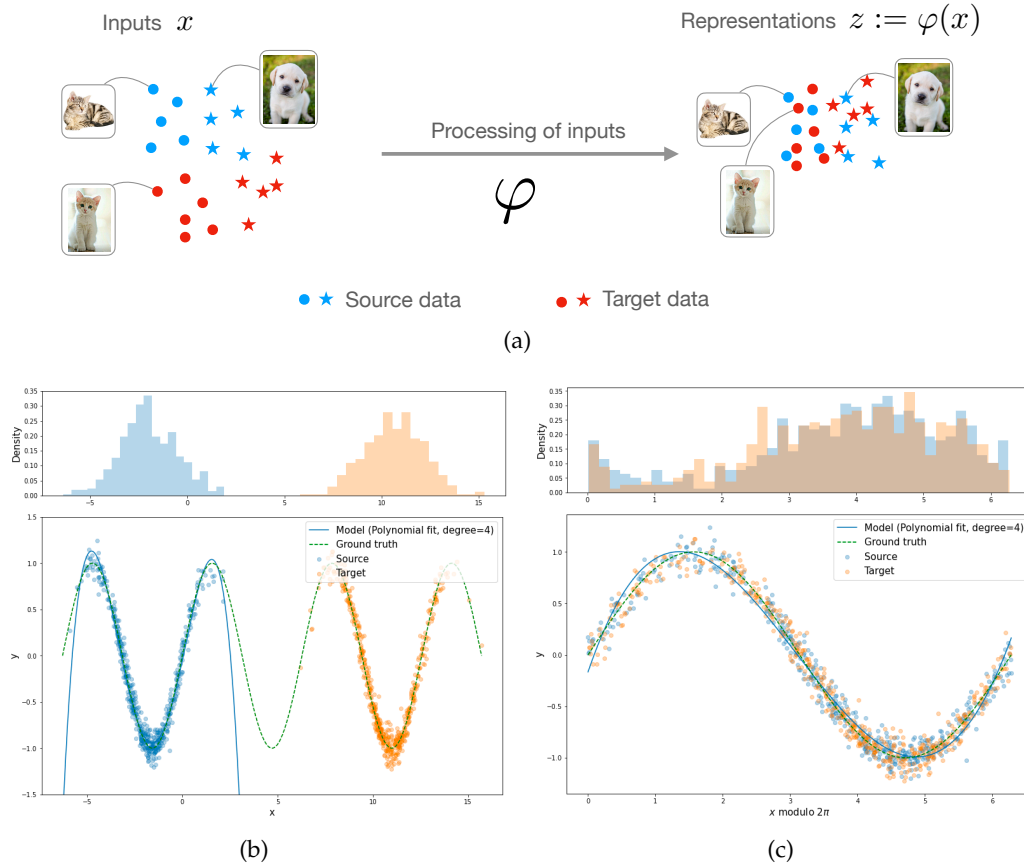 Inputs x
Representations z := φ(x)
Processing of inputs
φ
Source data
Target data
(a)
0.35
0.30
0.25
0.20
0.15
0.10
0.05
0.00
Density
−5 0 5 10 15
1.5
1.0
0.5
0.0
−0.5
−1.0
−1.5
y
Model (Polynomial fit, degree=4)
Ground truth
Source
Target
−5 0 5 10 15
x
(b)
0.35
0.30
0.25
0.20
0.15
0.10
0.05
0.00
Density
0 1 2 3 4 5 6
1.0
0.5
0.0
−0.5
−1.0
y
Model (Polynomial fit, degree=4)
Ground truth
Source
Target
0 1 2 3 4 5 6
x modulo 2π
(c)